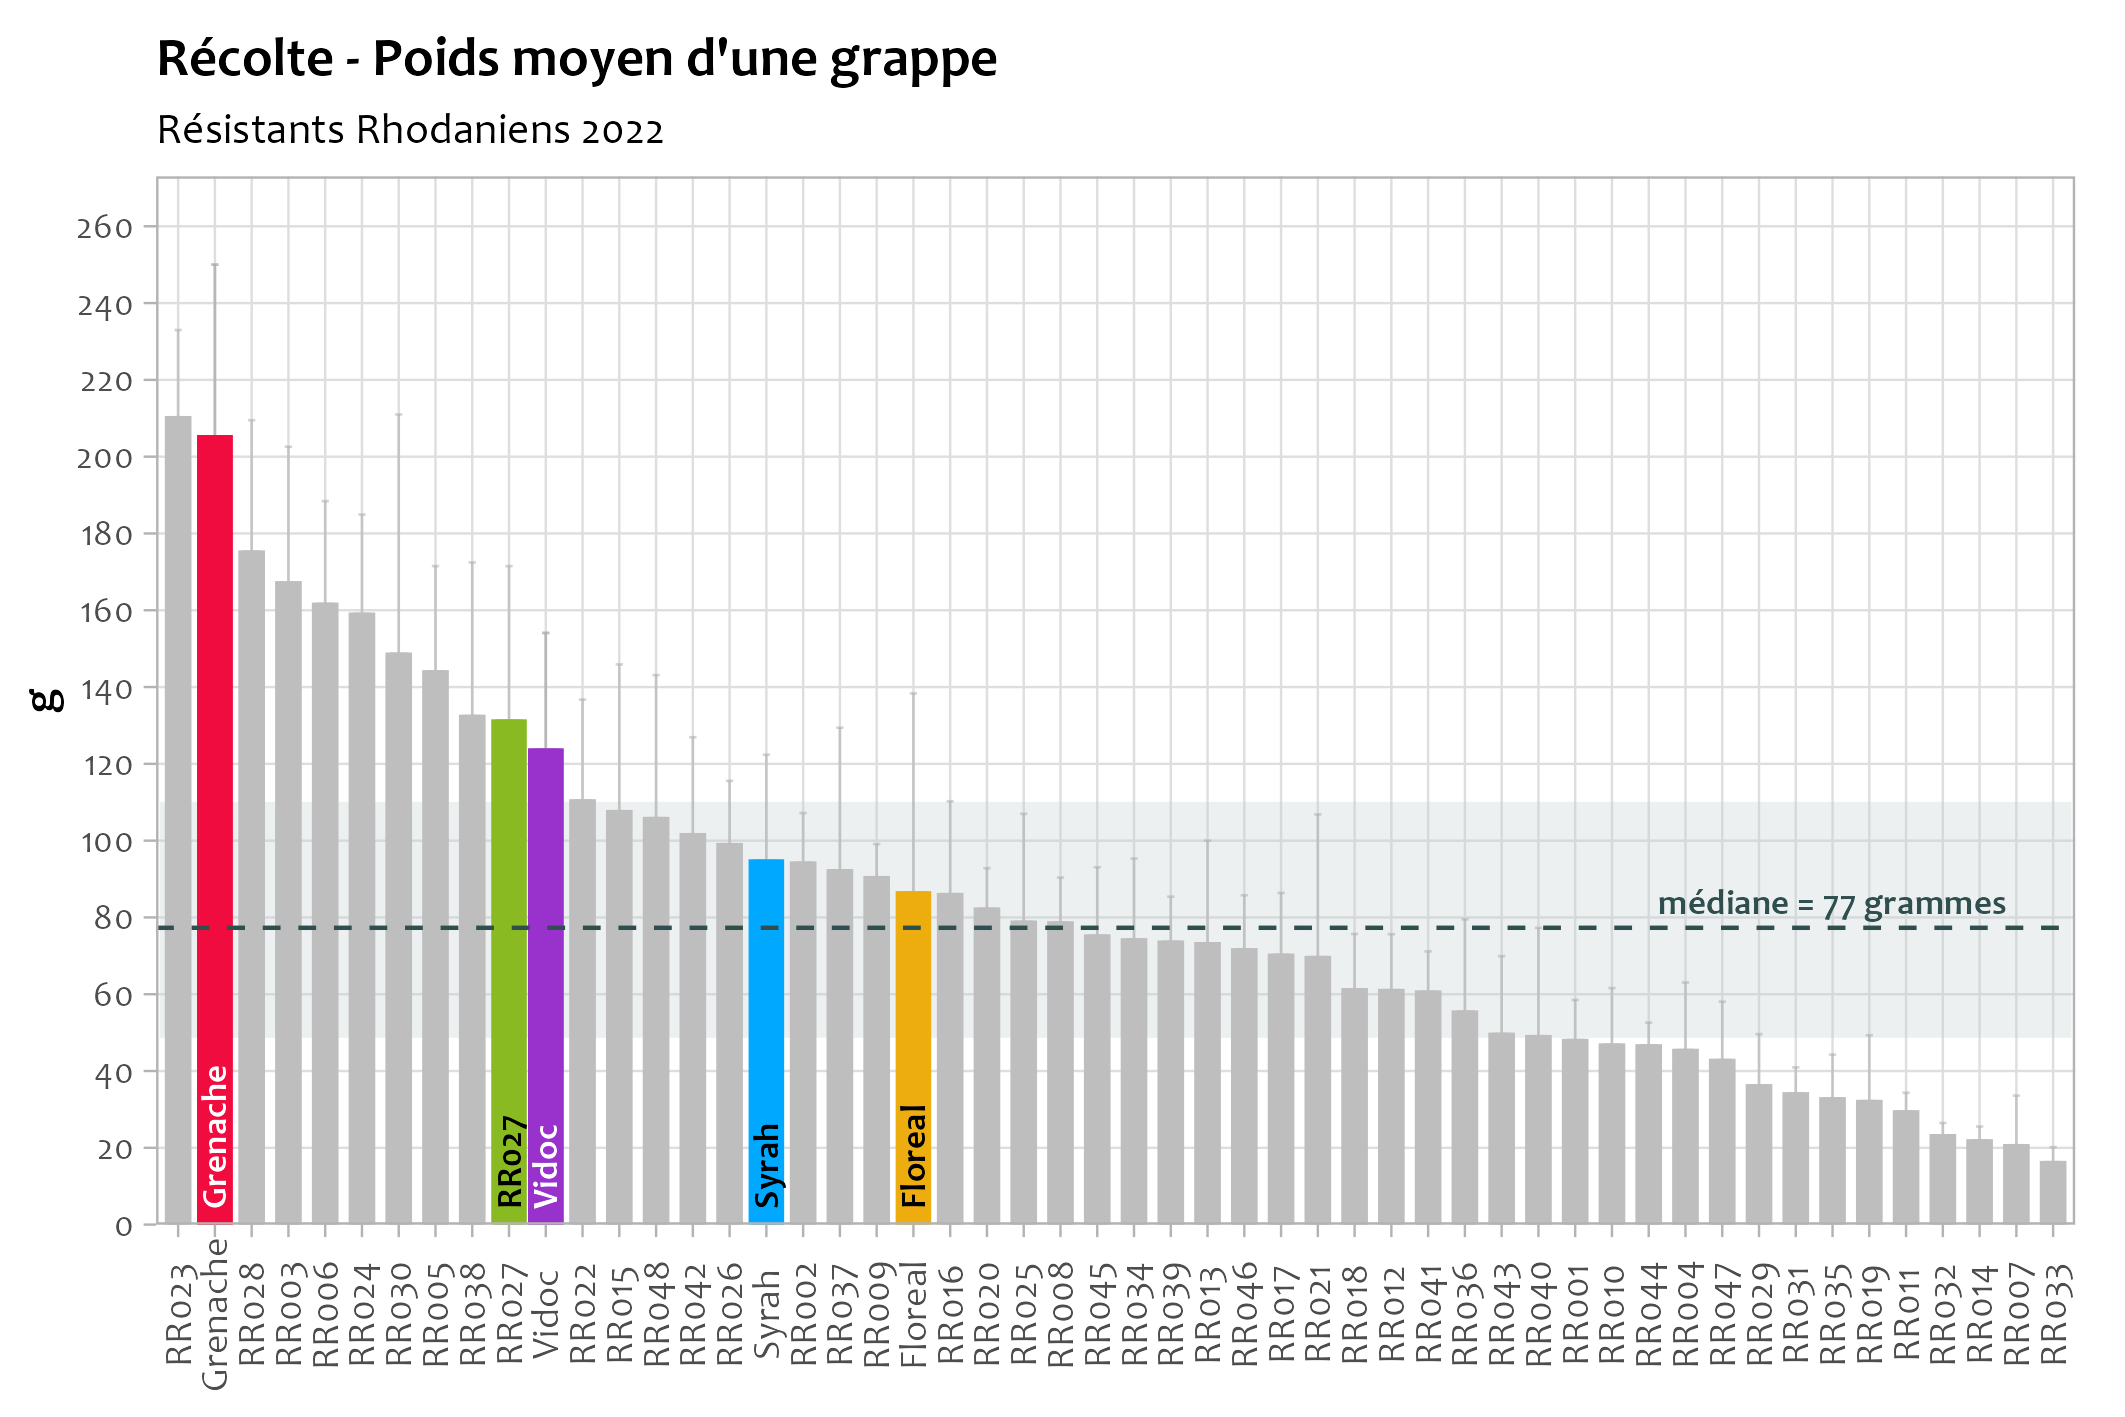 Récolte - Poids moyen d'une grappe
Résistants Rhodaniens 2022
260
240
220
200
180
160
140
120
100
80
60
40
20
0
g
médiane = 77 grammes
Grenache
RR027
Vidoc
Syrah
Floreal
RR023
Grenache
RR028
RR003
RR006
RR024
RR030
RR005
RR038
RR027
Vidoc
RR022
RR015
RR048
RR042
RR026
Syrah
RR002
RR037
RR009
Floreal
RR016
RR020
RR025
RR008
RR045
RR034
RR039
RR013
RR046
RR017
RR021
RR018
RR012
RR041
RR036
RR043
RR040
RR001
RR010
RR044
RR004
RR047
RR029
RR031
RR035
RR019
RR011
RR032
RR014
RR007
RR033